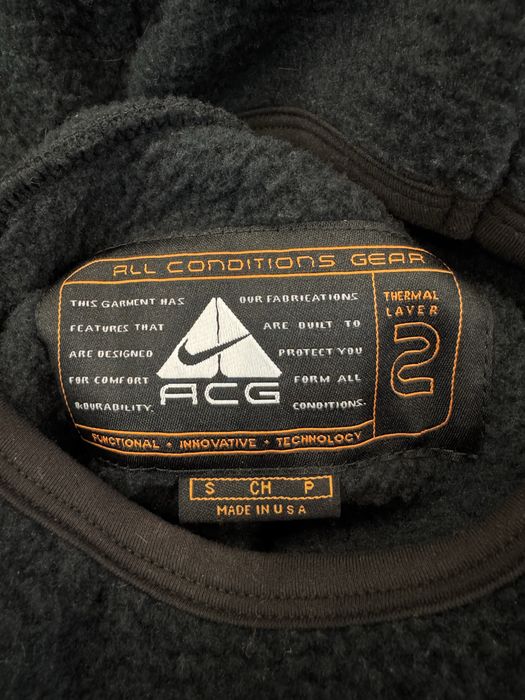 ALL CONDITIONS GEAR
THIS GARMENT HAS
FEATURES THAT
ARE DESIGNED
FOR COMFORT
&DURABILITY.
ACG
OUR FABRICATIONS
ARE BUILT TO
PROTECT YOU
FORM ALL
CONDITIONS.
THERMAL
LAYER
2
FUNCTIONAL + INNOVATIVE + TECHNOLOGY
S CH P
MADE IN U S A